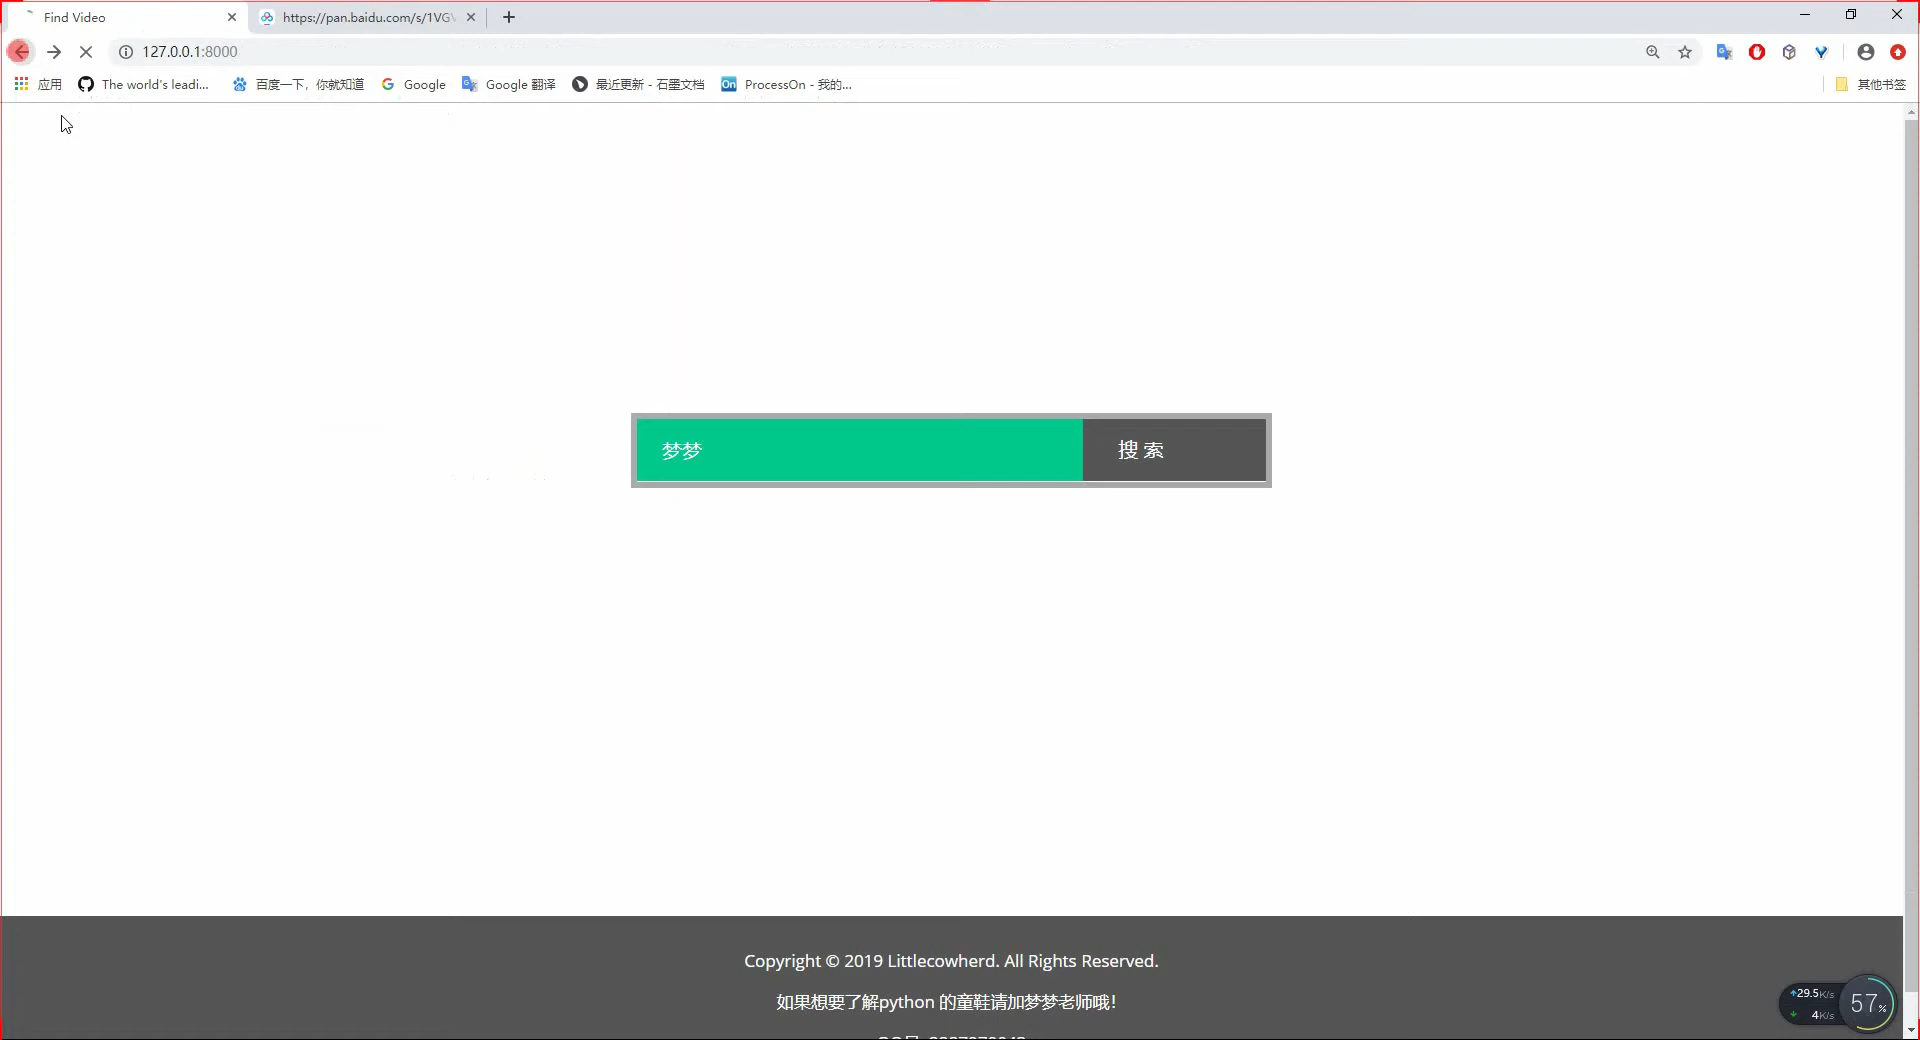 Find Video
https://pan.baidu.com/s/1VG
127.0.0.1:8000
应用
The world's leadi...
百度一下，你就知道
Google
Google 翻译
最近更新 - 石墨文档
On
ProcessOn - 我的...
其他书签
梦梦
搜 索
Copyright © 2019 Littlecowherd. All Rights Reserved.
如果想要了解python 的童鞋请加梦梦老师哦！
29.5K/s
4K/s
57%